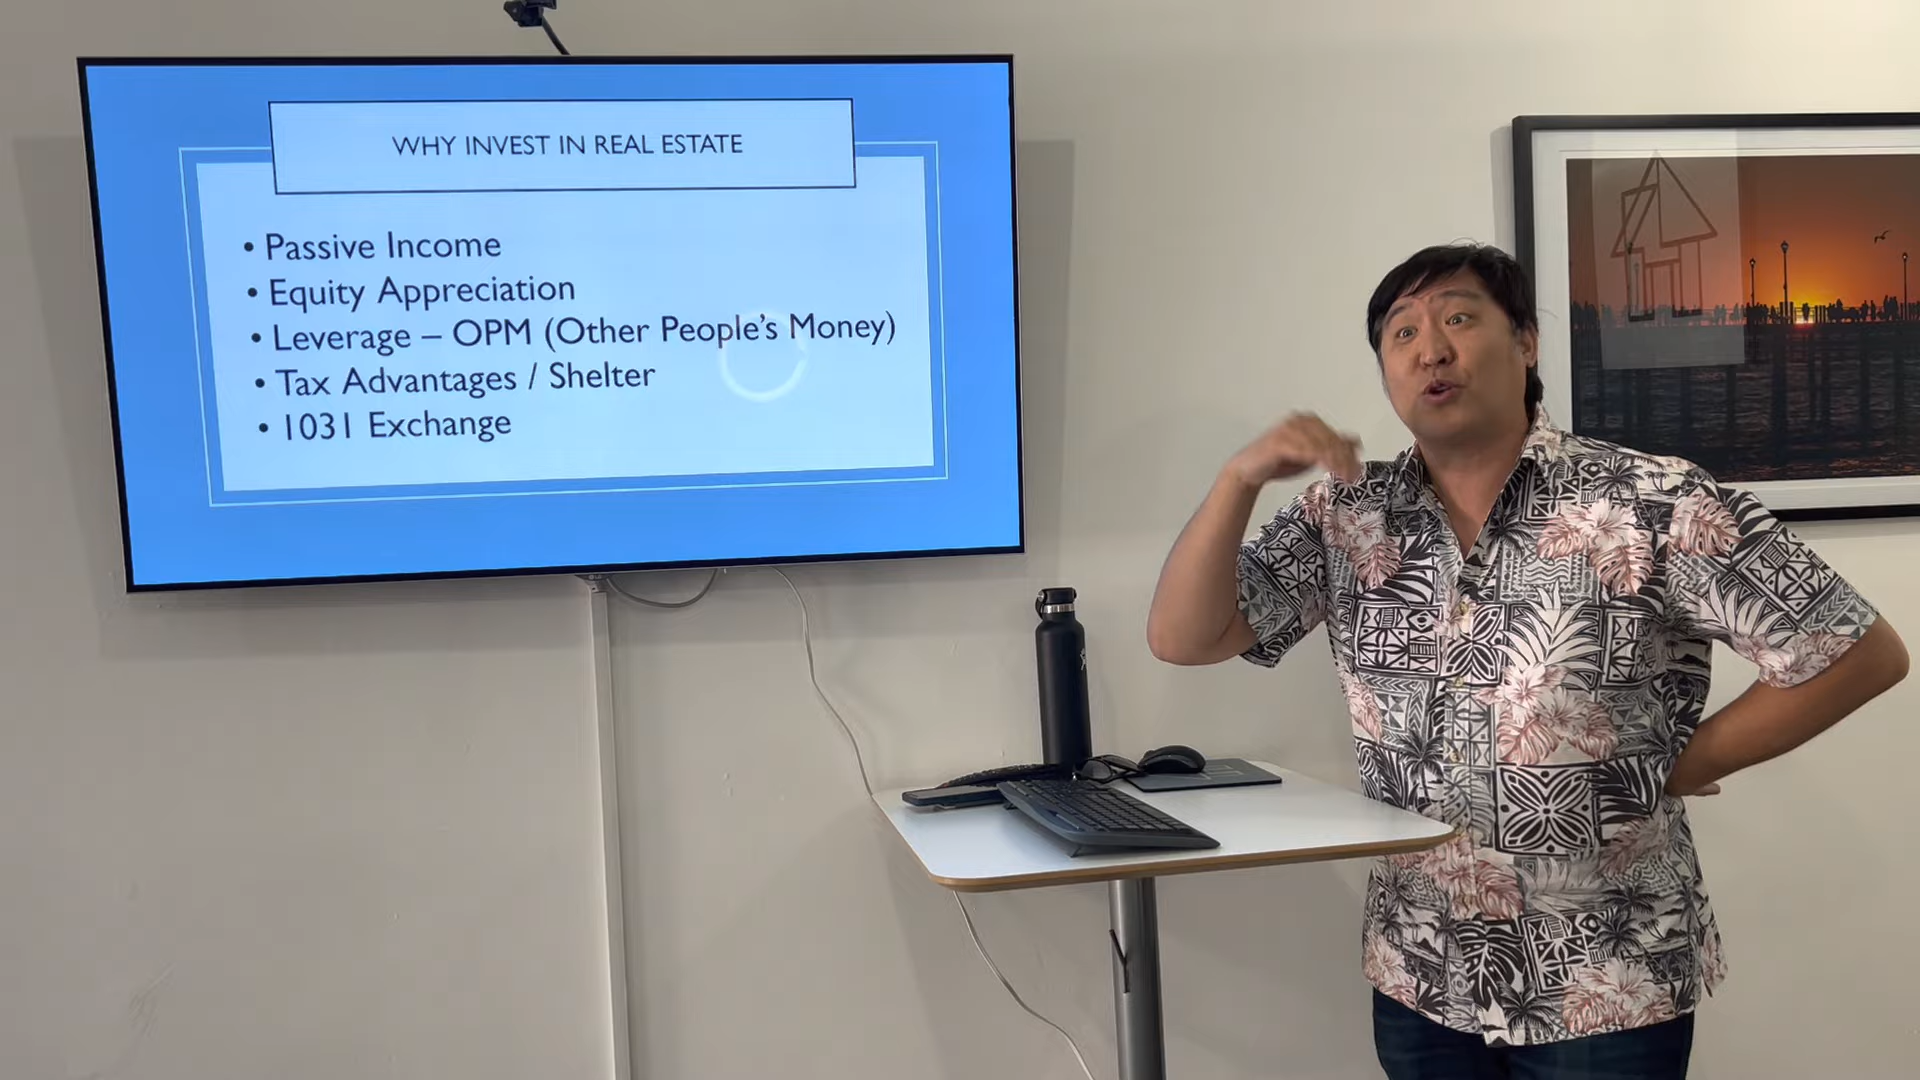 WHY INVEST IN REAL ESTATE
• Passive Income
• Equity Appreciation
• Leverage – OPM (Other People's Money)
• Tax Advantages / Shelter
• 1031 Exchange